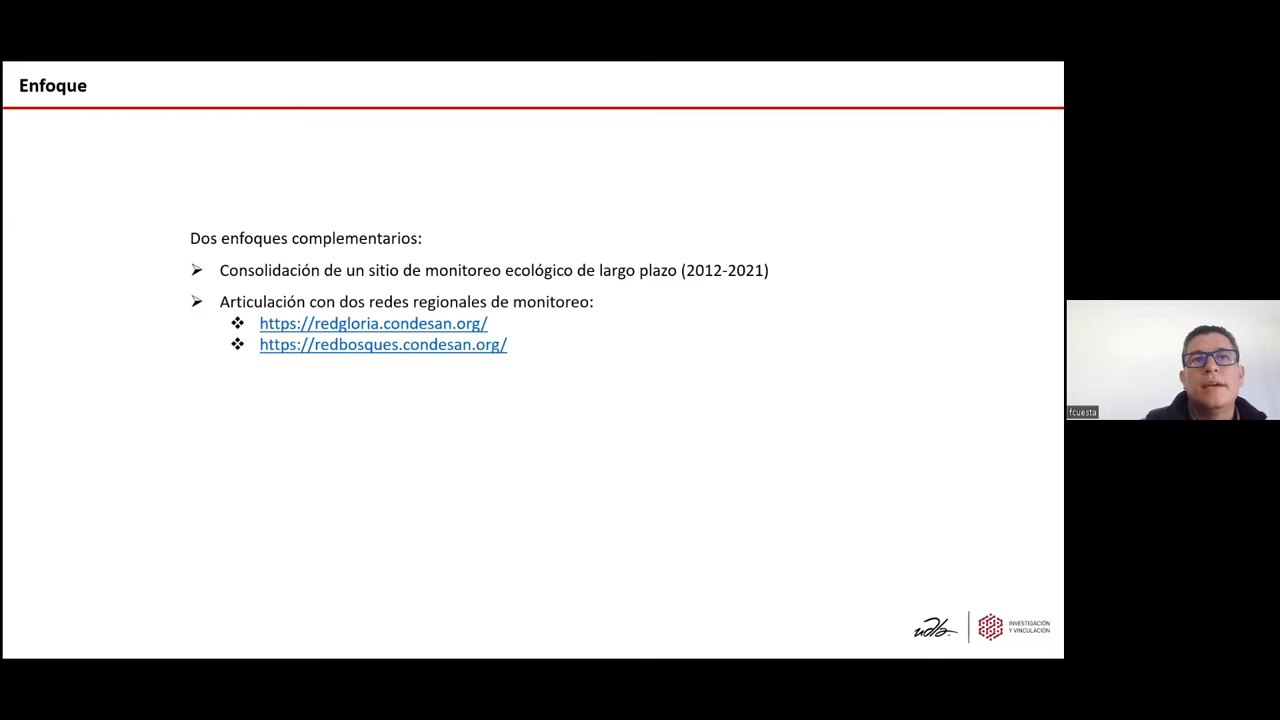 Enfoque
Dos enfoques complementarios:
Consolidación de un sitio de monitoreo ecológico de largo plazo (2012-2021)
Articulación con dos redes regionales de monitoreo:
https://redgloria.condesan.org/
https://redbosques.condesan.org/
fcuesta
udla
INVESTIGACIÓN
Y VINCULACIÓN